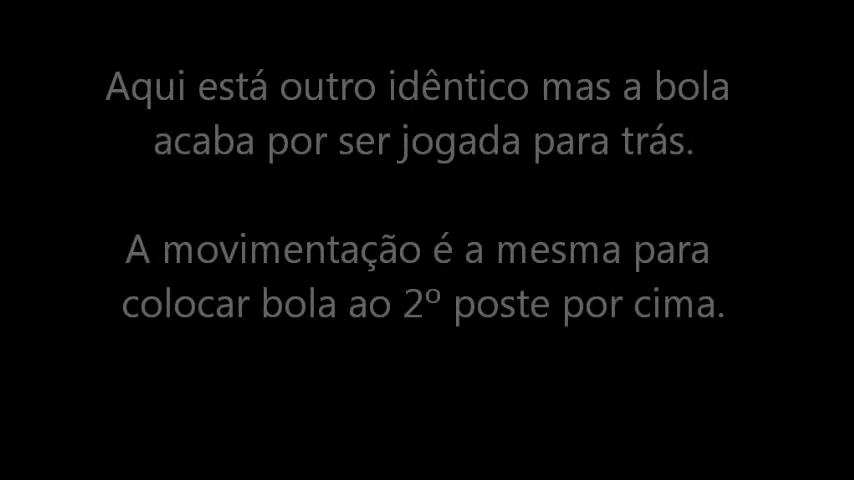 Aqui está outro idêntico mas a bola
acaba por ser jogada para trás.
A movimentação é a mesma para
colocar bola ao 2º poste por cima.